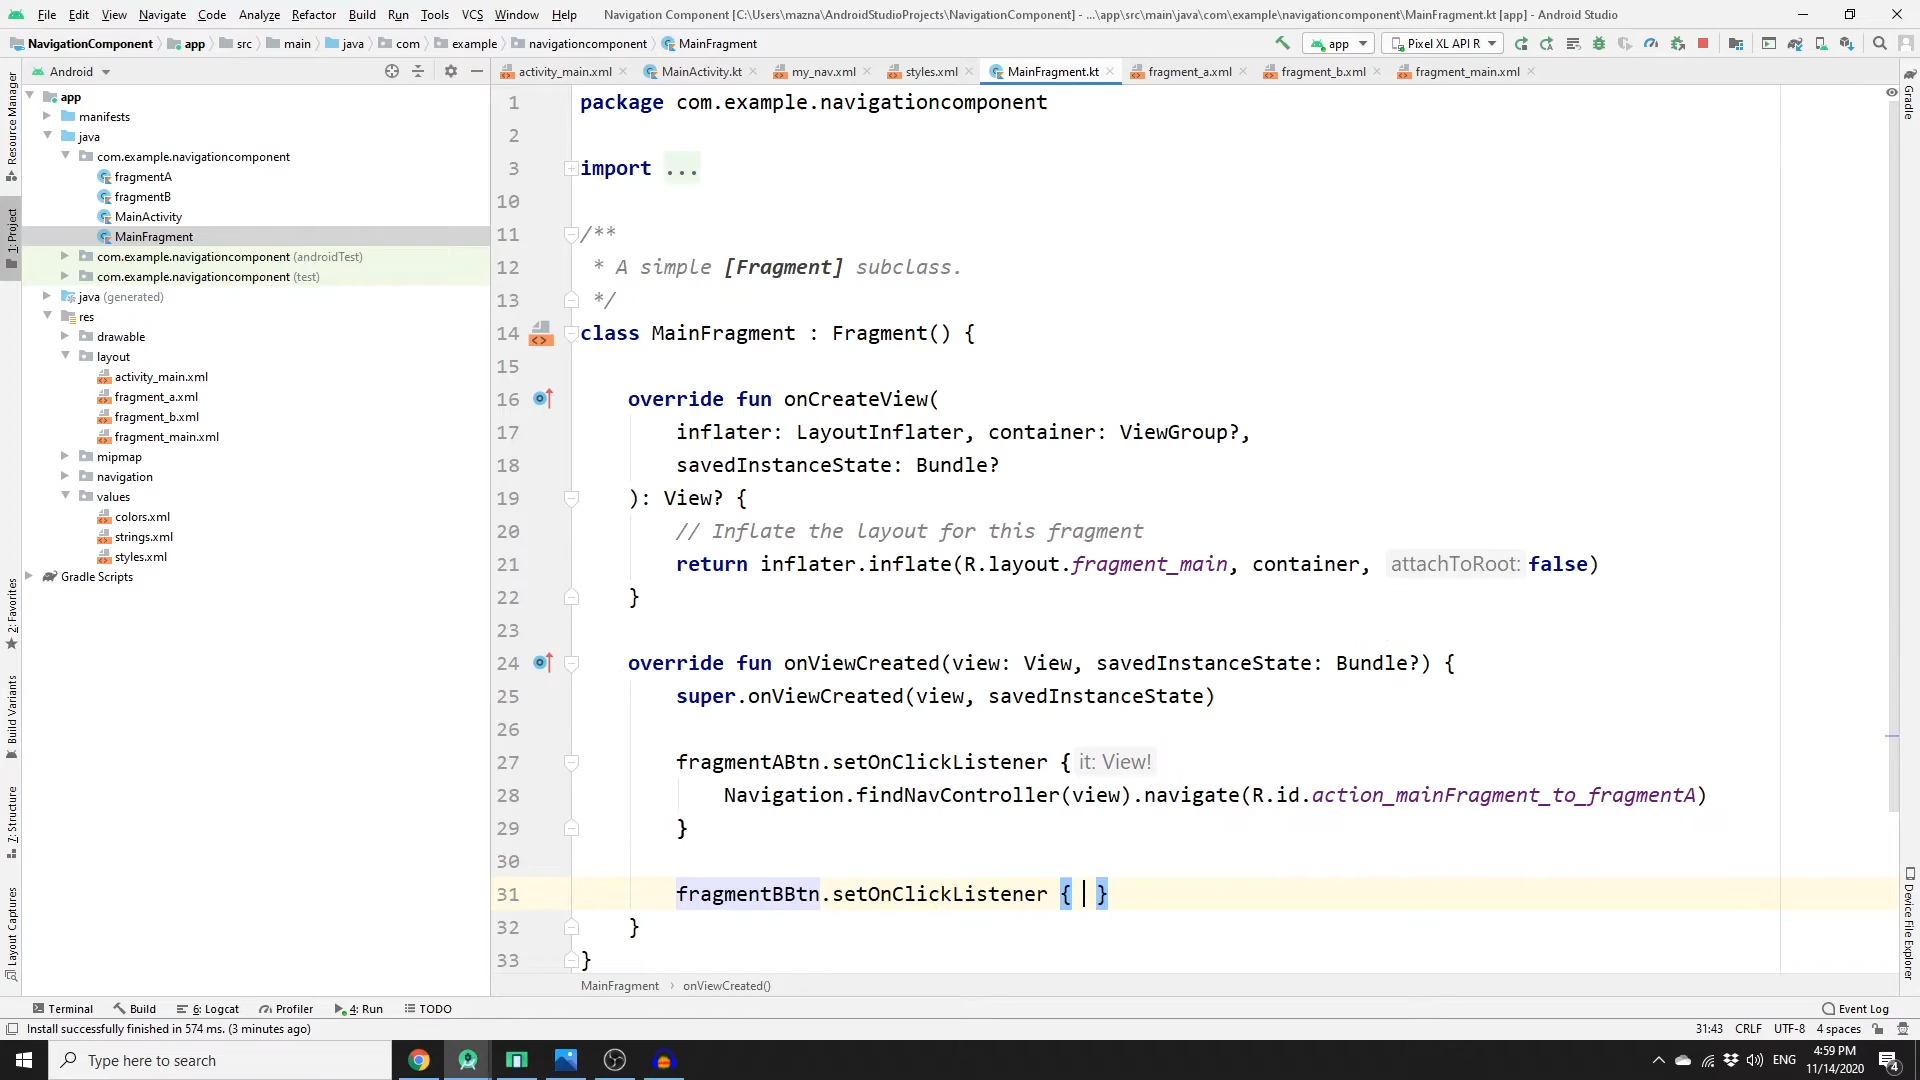 File Edit View Navigate Code Analyze Refactor Build Run Tools VCS Window Help Navigation Component [C:\Users\mazna\AndroidStudioProjects\NavigationComponent] - ...\app\src\main\java\com\example\navigationcomponent\MainFragment.kt [app] - Android Studio
NavigationComponent app src main java com example navigationcomponent MainFragment app Pixel XL API R
Android activity_main.xml MainActivity.kt my_nav.xml styles.xml MainFragment.kt fragment_a.xml fragment_b.xml fragment_main.xml
Resource Manager
1: Project
2: Favorites
Build Variants
7: Structure
Layout Captures
app
manifests
java
com.example.navigationcomponent
fragmentA
fragmentB
MainActivity
MainFragment
com.example.navigationcomponent (androidTest)
com.example.navigationcomponent (test)
java (generated)
res
drawable
layout
activity_main.xml
fragment_a.xml
fragment_b.xml
fragment_main.xml
mipmap
navigation
values
colors.xml
strings.xml
styles.xml
Gradle Scripts
1 package com.example.navigationcomponent
2
3 import ...
10
11 /**
12 * A simple [Fragment] subclass.
13 */
14 class MainFragment : Fragment() {
15
16 override fun onCreateView(
17 inflater: LayoutInflater, container: ViewGroup?,
18 savedInstanceState: Bundle?
19 ): View? {
20 // Inflate the layout for this fragment
21 return inflater.inflate(R.layout.fragment_main, container, attachToRoot: false)
22 }
23
24 override fun onViewCreated(view: View, savedInstanceState: Bundle?) {
25 super.onViewCreated(view, savedInstanceState)
26
27 fragmentABtn.setOnClickListener { it: View!
28 Navigation.findNavController(view).navigate(R.id.action_mainFragment_to_fragmentA)
29 }
30
31 fragmentBBtn.setOnClickListener { }
32 }
33 }
MainFragment › onViewCreated()
Gradle
Device File Explorer
Terminal Build 6: Logcat Profiler 4: Run TODO Event Log
Install successfully finished in 574 ms. (3 minutes ago) 31:43 CRLF UTF-8 4 spaces
Type here to search ENG 4:59 PM
11/14/2020 4